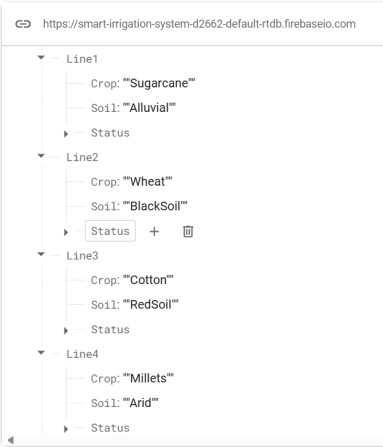 https://smart-irrigation-system-d2662-default-rtdb.firebaseio.com
Line1
Crop: ""Sugarcane""
Soil: ""Alluvial""
Status
Line2
Crop: ""Wheat""
Soil: ""BlackSoil""
Status
Line3
Crop: ""Cotton""
Soil: ""RedSoil""
Status
Line4
Crop: ""Millets""
Soil: ""Arid""
Status